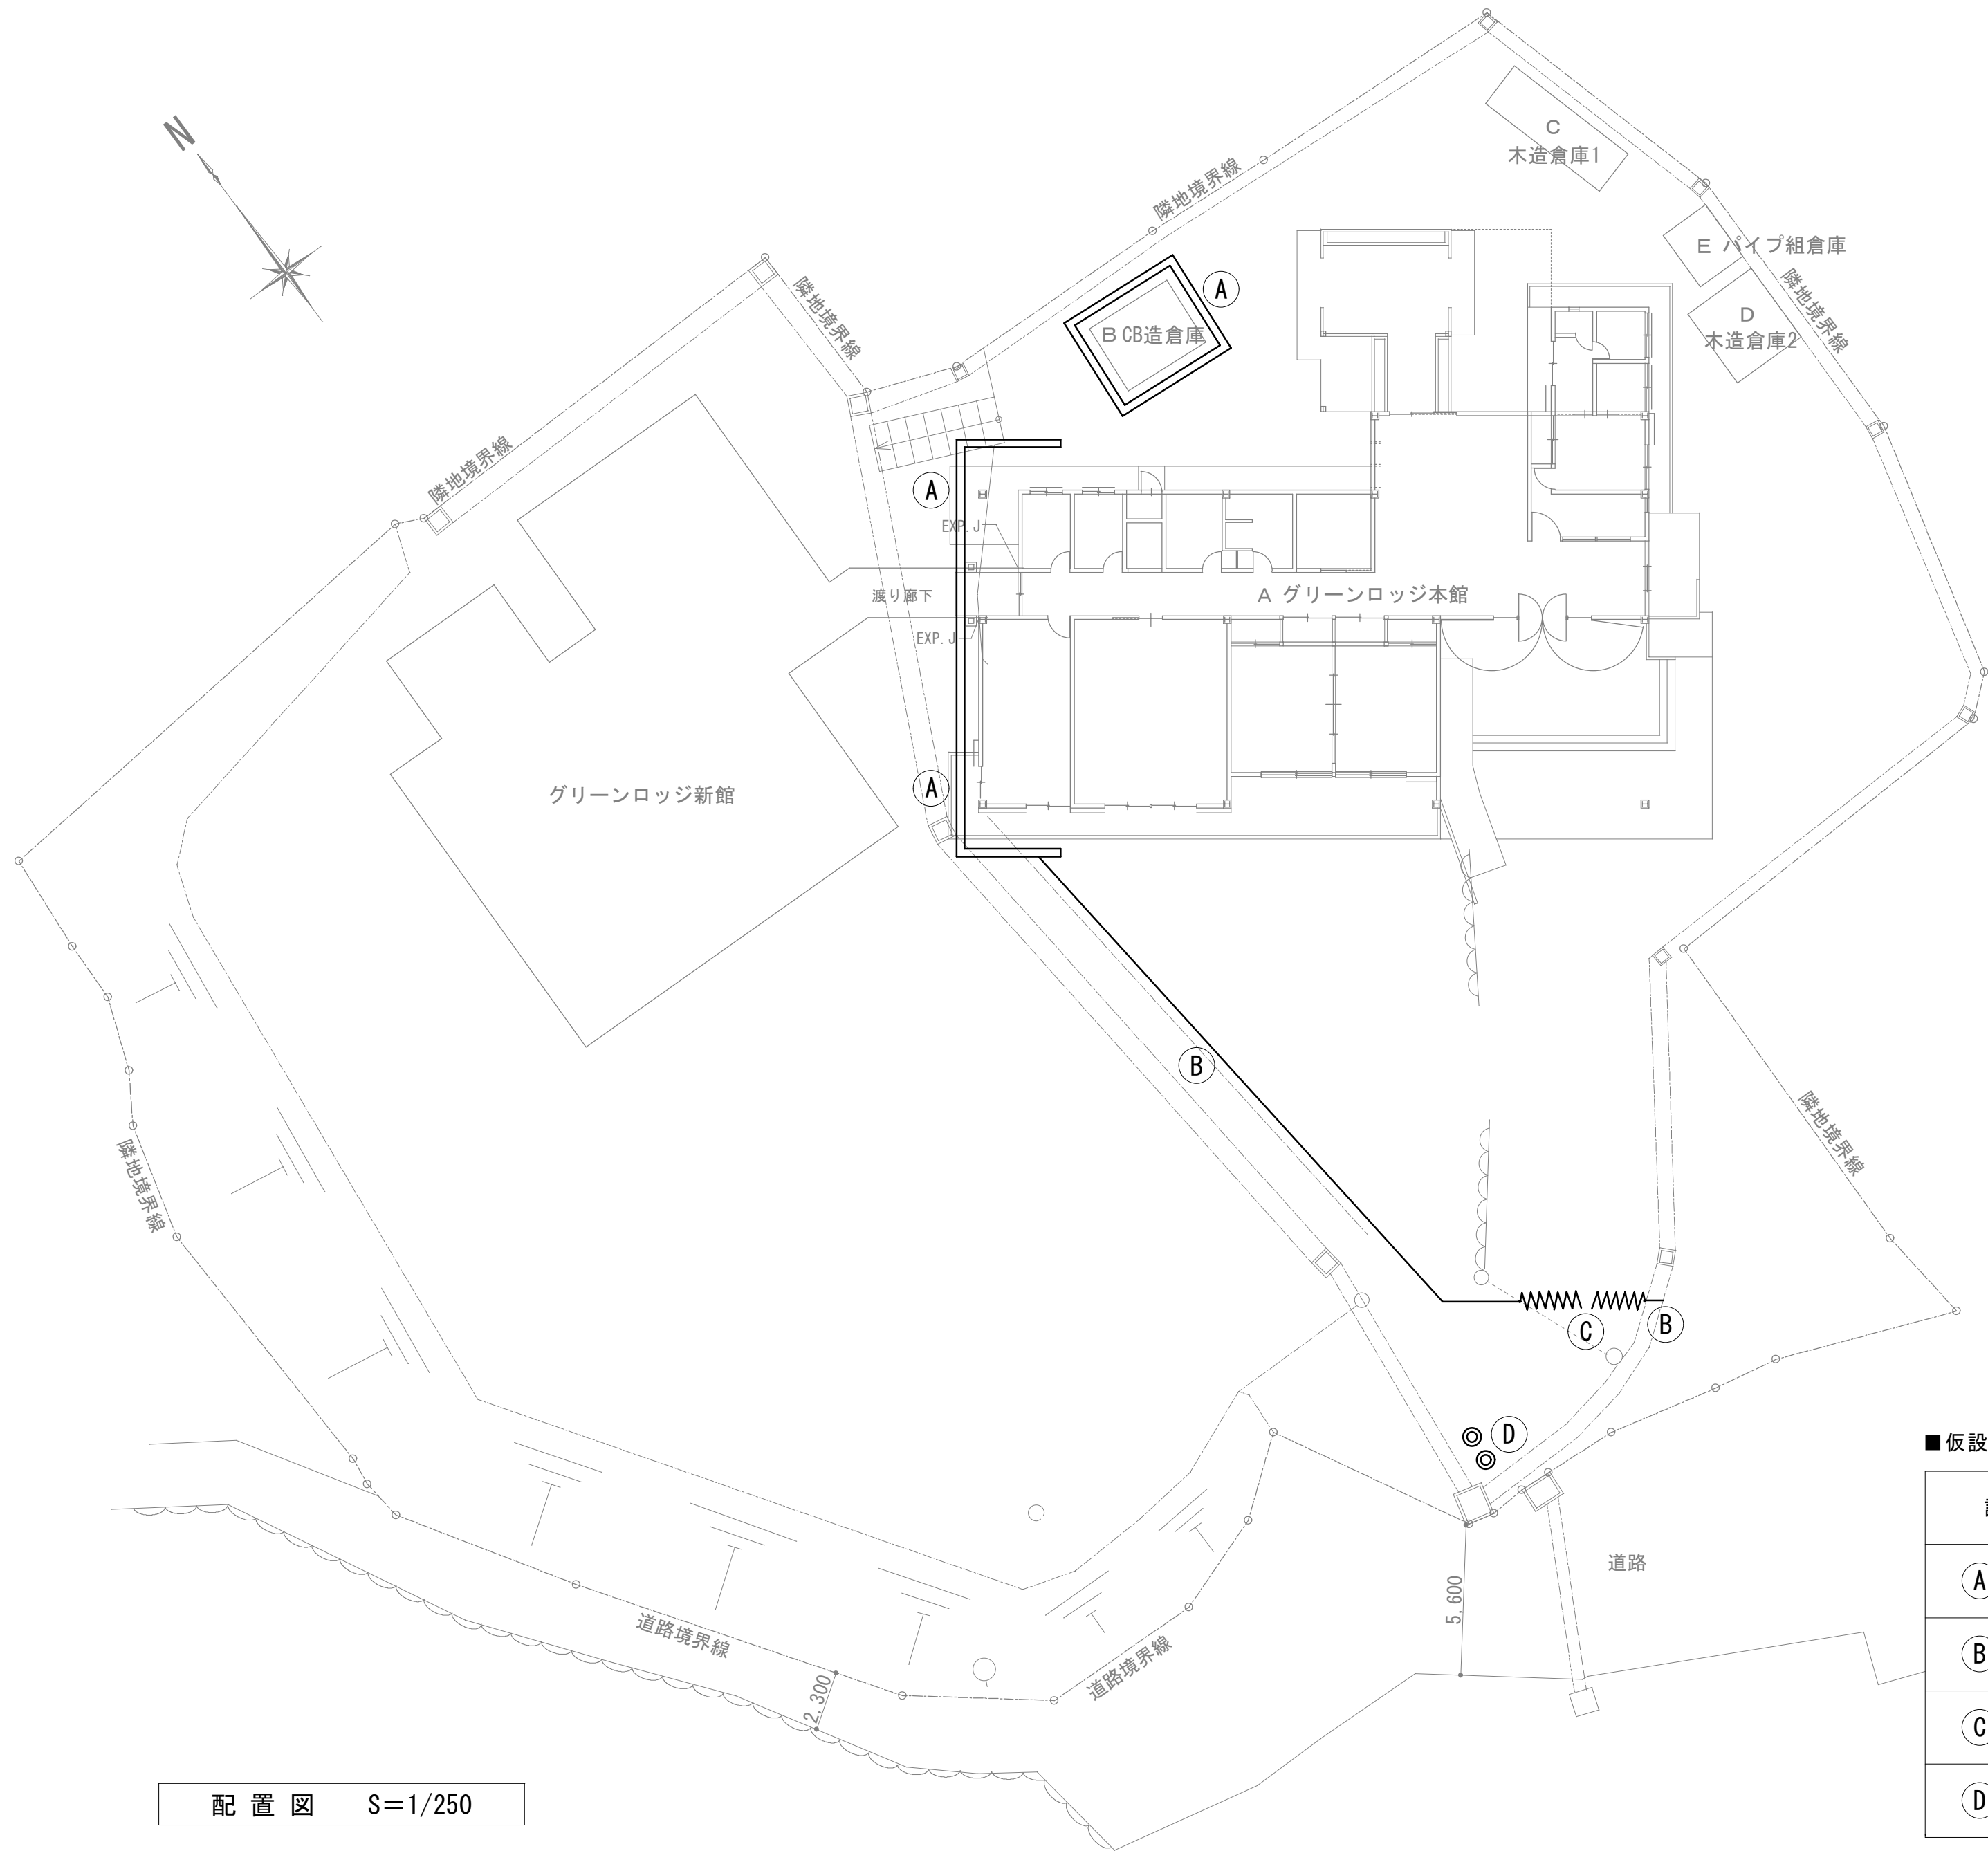 N
隣地境界線
C
木造倉庫1
E パイプ組倉庫
隣地境界線
D
木造倉庫2
隣地境界線
A
B CB造倉庫
隣地境界線
A
EXP.J
渡り廊下
A グリーンロッジ本館
EXP.J
グリーンロッジ新館
A
B
隣地境界線
隣地境界線
C
B
D
■仮設
A
B
C
D
道路
5,600
道路境界線
2,300
道路境界線
配置図 S=1/250